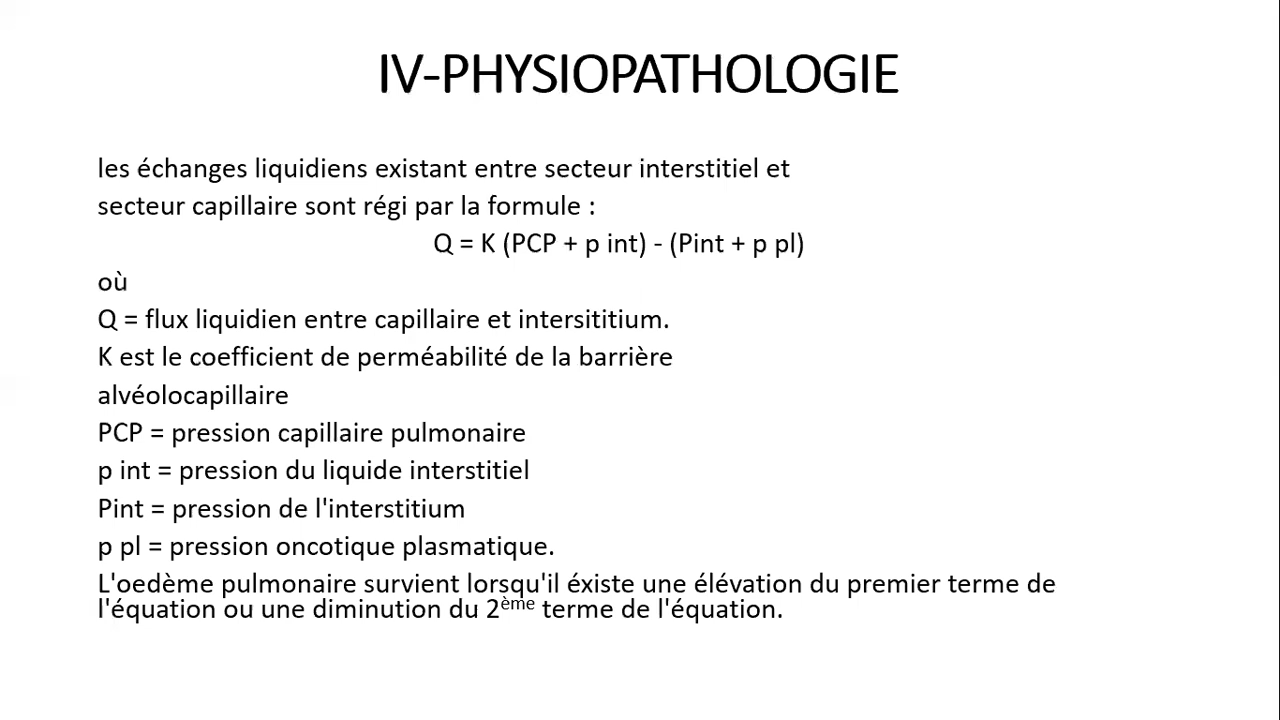 IV-PHYSIOPATHOLOGIE
les échanges liquidiens existant entre secteur interstitiel et
secteur capillaire sont régi par la formule :
Q = K (PCP + p int) - (Pint + p pl)
où
Q = flux liquidien entre capillaire et intersititium.
K est le coefficient de perméabilité de la barrière
alvéolocapillaire
PCP = pression capillaire pulmonaire
p int = pression du liquide interstitiel
Pint = pression de l'interstitium
p pl = pression oncotique plasmatique.
L'oedème pulmonaire survient lorsqu'il éxiste une élévation du premier terme de
l'équation ou une diminution du 2ème terme de l'équation.